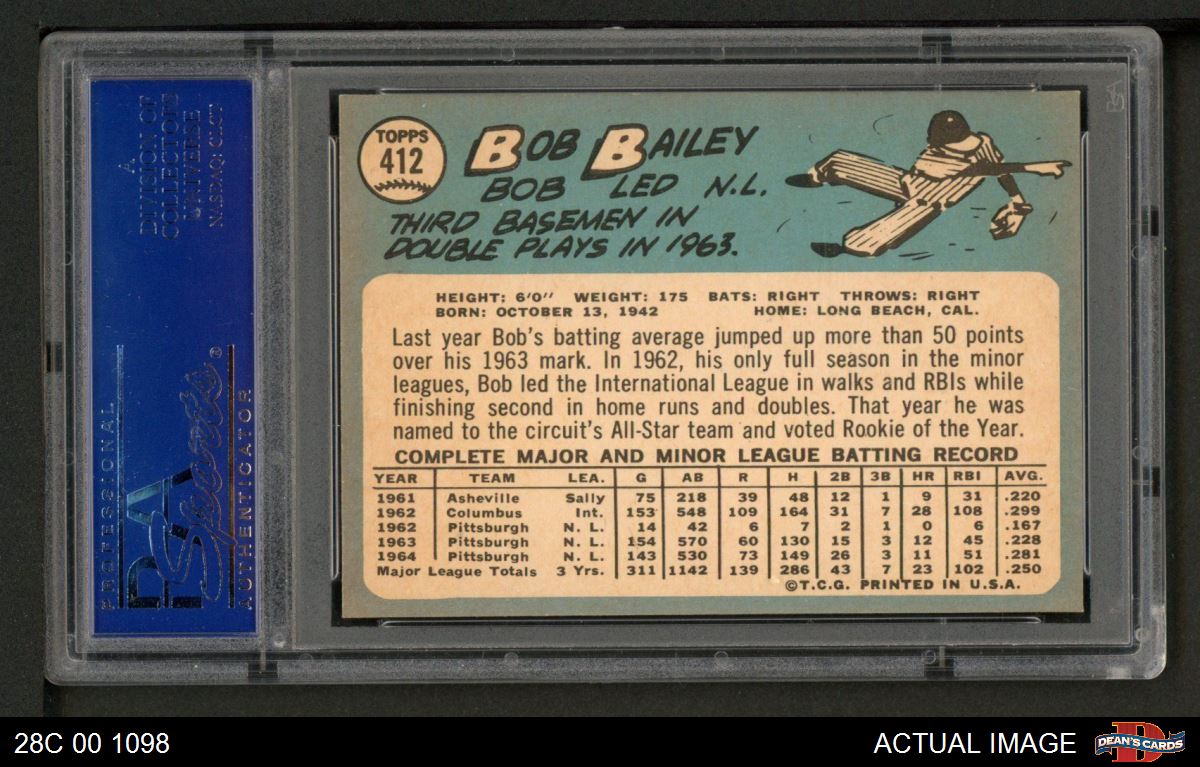 A
DIVISION OF
COLLECTORS
UNIVERSE
NASDAQ: CLCT
PROFESSIONAL
PSA
Sports®
AUTHENTICATOR
TOPPS
412
BOB BAILEY
BOB LED N.L.
THIRD BASEMEN IN
DOUBLE PLAYS IN 1963.
HEIGHT: 6'0" WEIGHT: 175 BATS: RIGHT THROWS: RIGHT
BORN: OCTOBER 13, 1942 HOME: LONG BEACH, CAL.
Last year Bob's batting average jumped up more than 50 points
over his 1963 mark. In 1962, his only full season in the minor
leagues, Bob led the International League in walks and RBIs while
finishing second in home runs and doubles. That year he was
named to the circuit's All-Star team and voted Rookie of the Year.
COMPLETE MAJOR AND MINOR LEAGUE BATTING RECORD
YEAR TEAM LEA. G AB R H 2B 3B HR RBI AVG.
1961 Asheville Sally 75 218 39 48 12 1 9 31 .220
1962 Columbus Int. 153 548 109 164 31 7 28 108 .299
1962 Pittsburgh N. L. 14 42 6 7 2 1 0 6 .167
1963 Pittsburgh N. L. 154 570 60 130 15 3 12 45 .228
1964 Pittsburgh N. L. 143 530 73 149 26 3 11 51 .281
Major League Totals 3 Yrs. 311 1142 139 286 43 7 23 102 .250
©T.C.G. PRINTED IN U.S.A.
28C 00 1098
ACTUAL IMAGE
D
DEAN'S CARDS